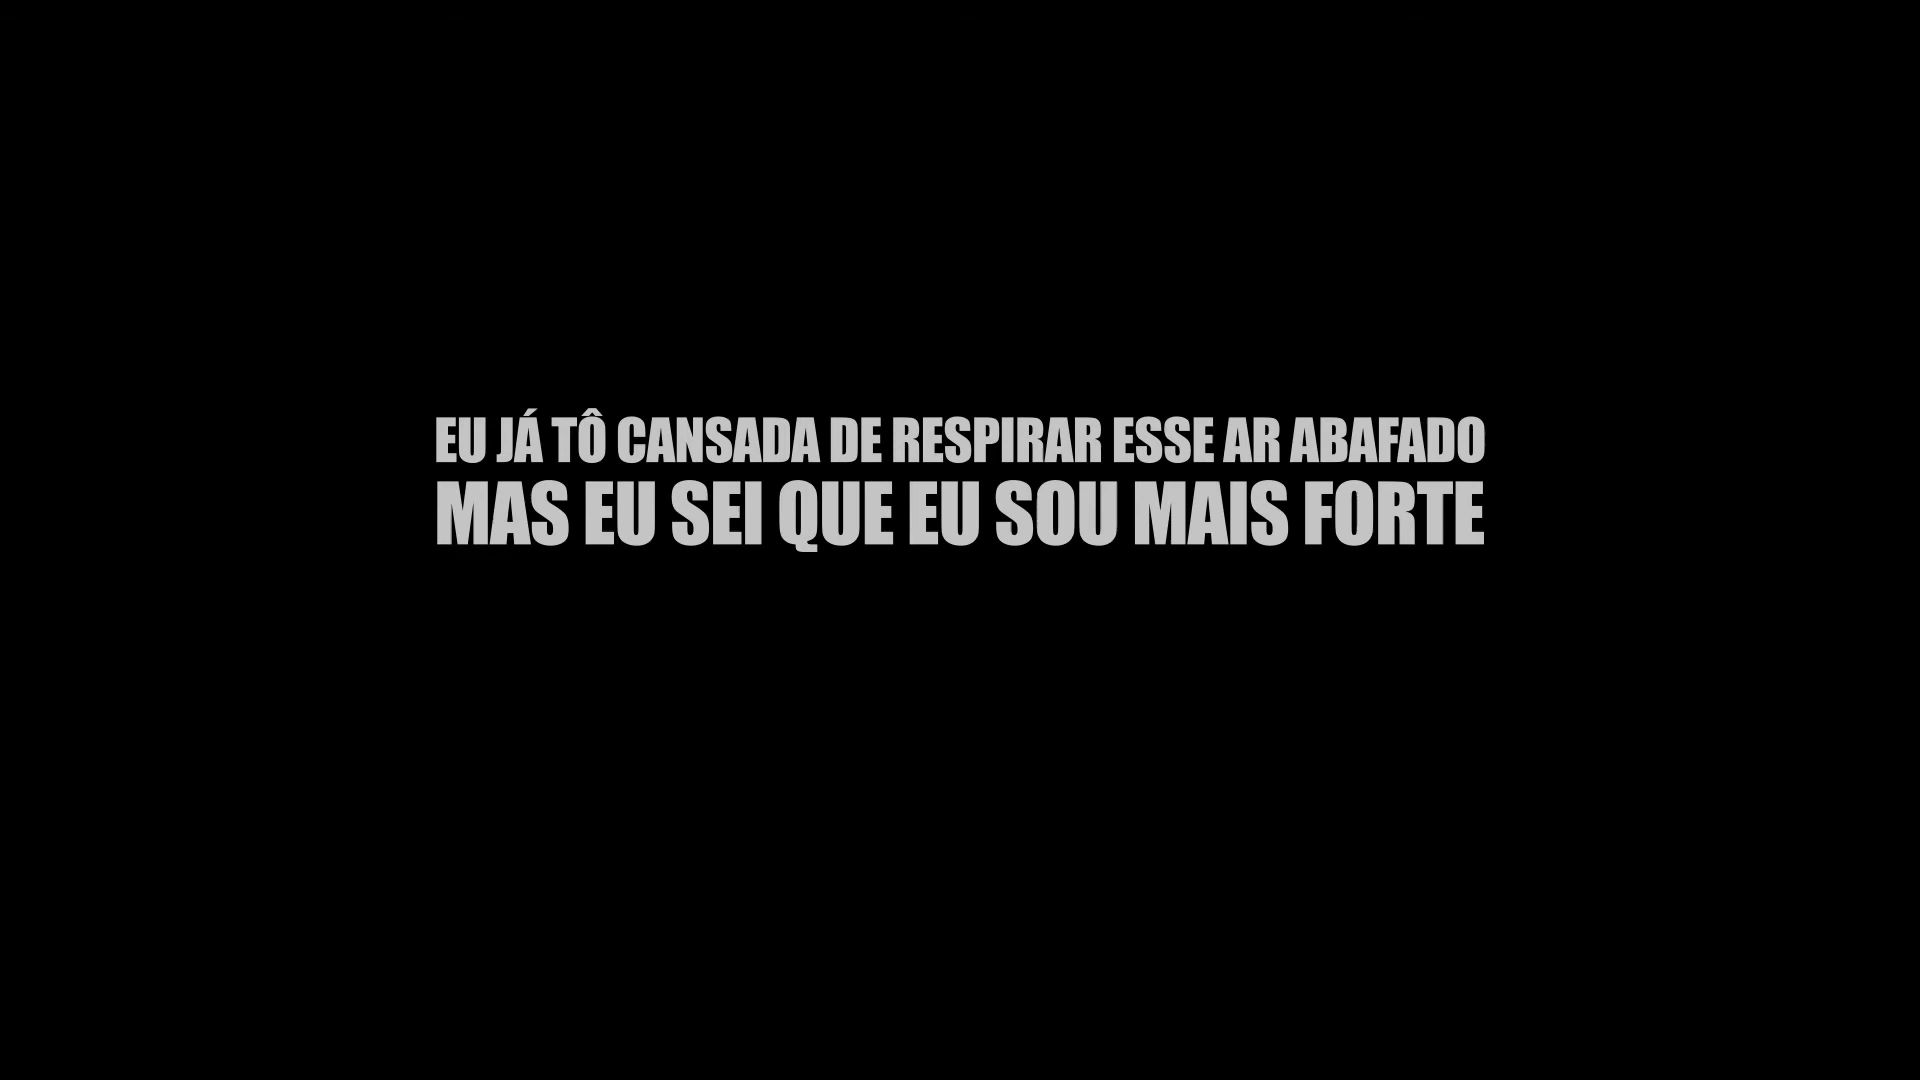 EU JÁ TÔ CANSADA DE RESPIRAR ESSE AR ABAFADO
MAS EU SEI QUE EU SOU MAIS FORTE